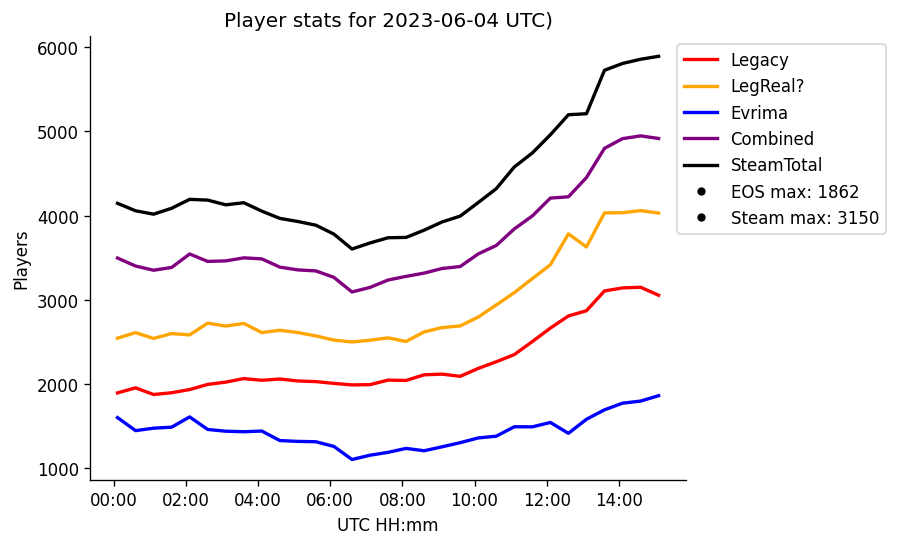 Player stats for 2023-06-04 UTC)
6000
5000
4000
3000
2000
1000
Players
00:00 02:00 04:00 06:00 08:00 10:00 12:00 14:00
UTC HH:mm
Legacy
LegReal?
Evrima
Combined
SteamTotal
EOS max: 1862
Steam max: 3150